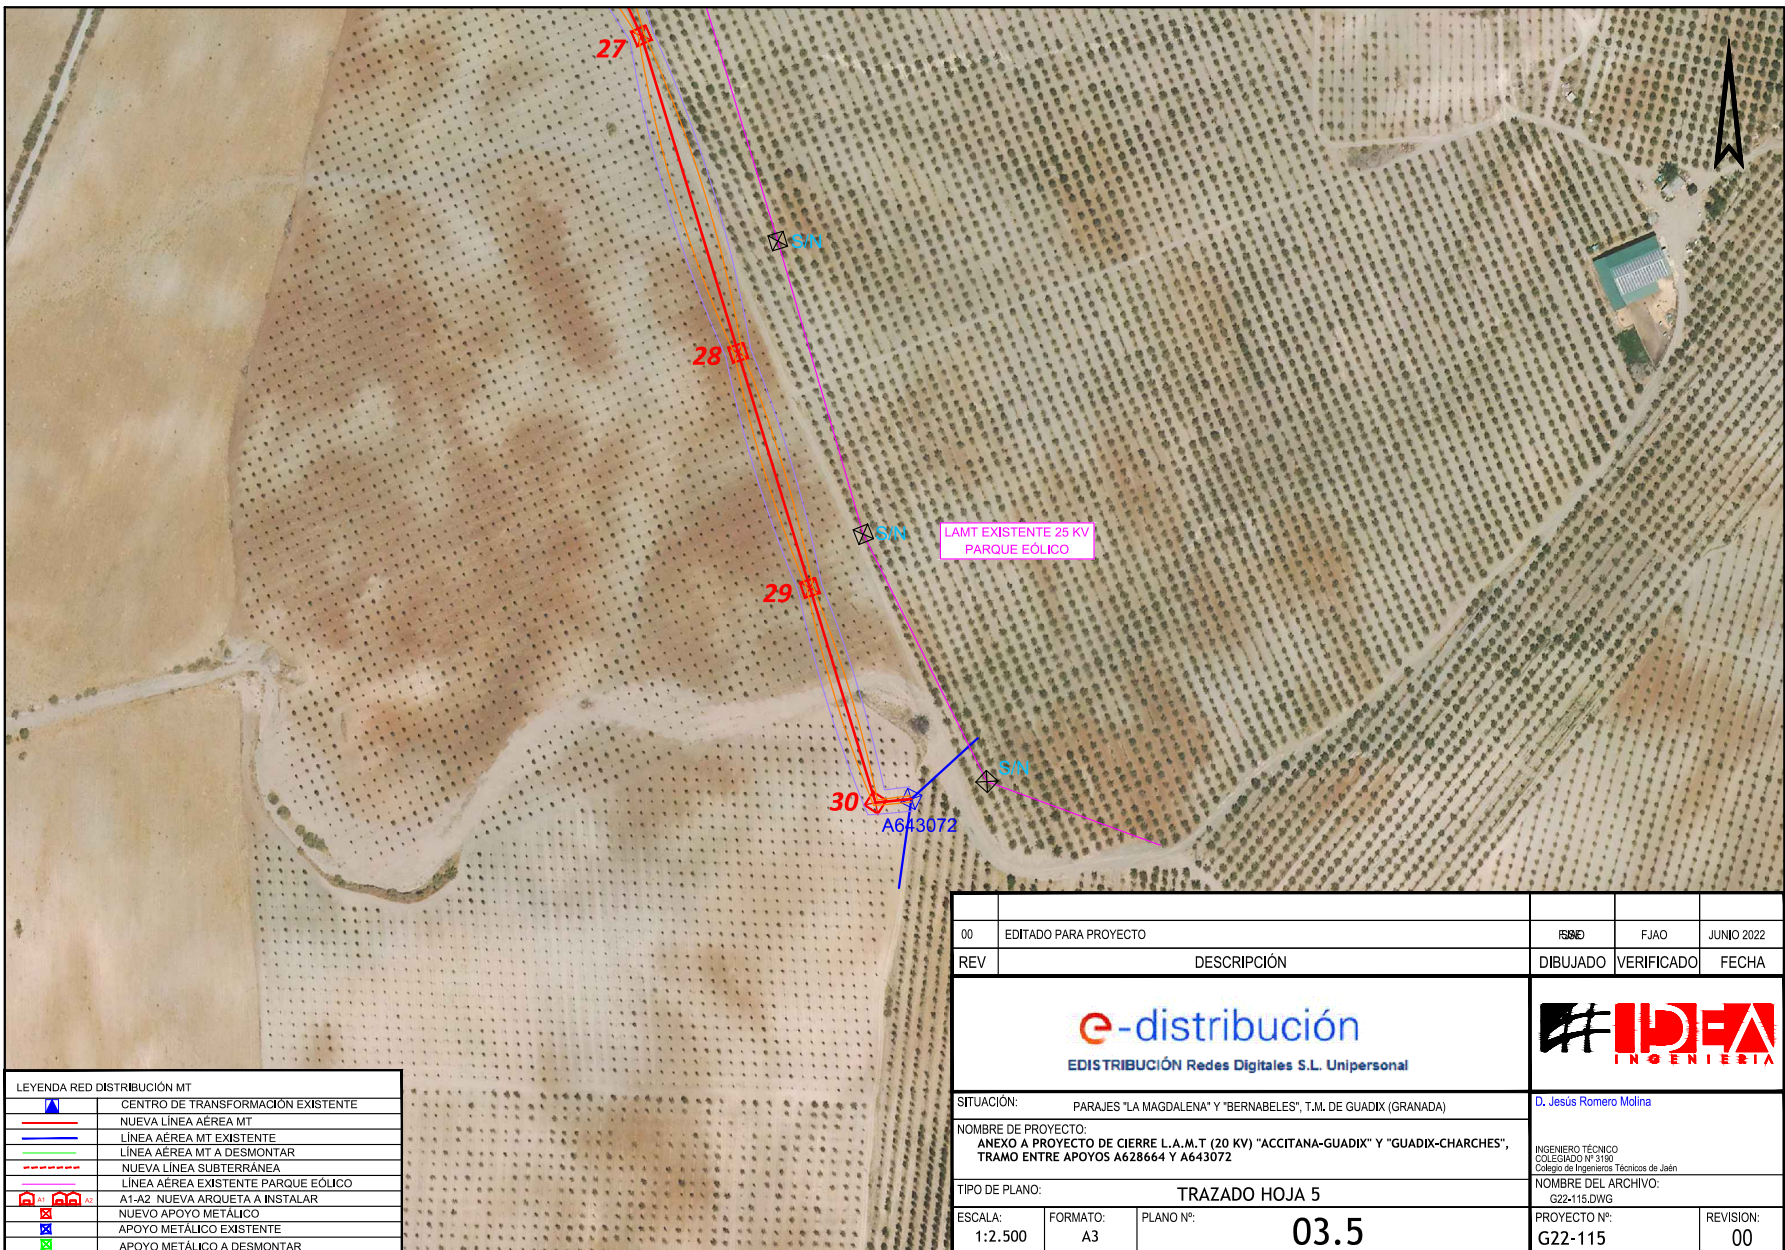 27
S/N
28
S/N
LAMT EXISTENTE 25 KV
PARQUE EÓLICO
29
S/N
30
A643072
LEYENDA RED DISTRIBUCIÓN MT
CENTRO DE TRANSFORMACIÓN EXISTENTE
NUEVA LÍNEA AÉREA MT
LÍNEA AÉREA MT EXISTENTE
LÍNEA AÉREA MT A DESMONTAR
NUEVA LÍNEA SUBTERRÁNEA
LÍNEA AÉREA EXISTENTE PARQUE EÓLICO
A1 A2 A1-A2 NUEVA ARQUETA A INSTALAR
NUEVO APOYO METÁLICO
APOYO METÁLICO EXISTENTE
APOYO METÁLICO A DESMONTAR
00 EDITADO PARA PROYECTO FJAO JUNIO 2022
REV DESCRIPCIÓN DIBUJADO VERIFICADO FECHA
e-distribución
EDISTRIBUCIÓN Redes Digitales S.L. Unipersonal
IDEA
INGENIERIA
SITUACIÓN: PARAJES "LA MAGDALENA" Y "BERNABELES", T.M. DE GUADIX (GRANADA)
NOMBRE DE PROYECTO:
ANEXO A PROYECTO DE CIERRE L.A.M.T (20 KV) "ACCITANA-GUADIX" Y "GUADIX-CHARCHES",
TRAMO ENTRE APOYOS A628664 Y A643072
D. Jesús Romero Molina
INGENIERO TÉCNICO
COLEGIADO Nº 3190
Colegio de Ingenieros Técnicos de Jaén
TIPO DE PLANO: TRAZADO HOJA 5
NOMBRE DEL ARCHIVO:
G22-115.DWG
ESCALA: FORMATO: PLANO Nº: PROYECTO Nº: REVISION:
1:2.500 A3 03.5 G22-115 00